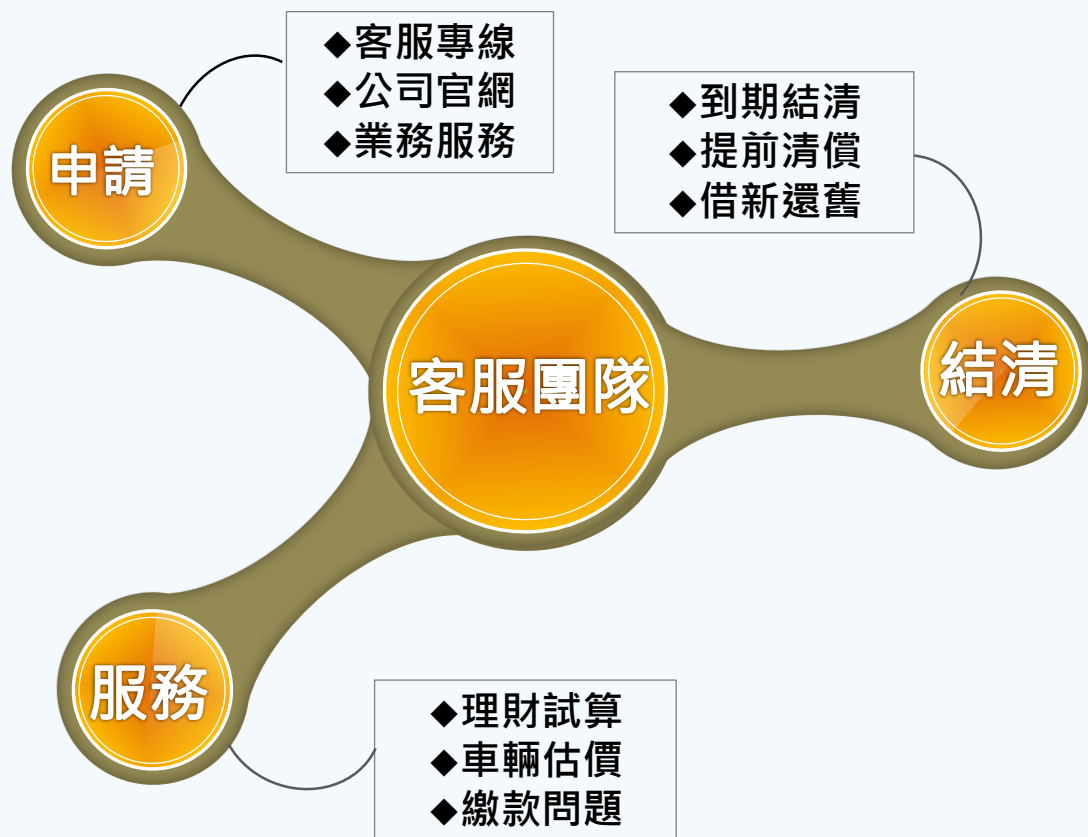 ◆客服專線
◆公司官網
◆業務服務
申請
◆到期結清
◆提前清償
◆借新還舊
結清
客服團隊
服務
◆理財試算
◆車輛估價
◆繳款問題